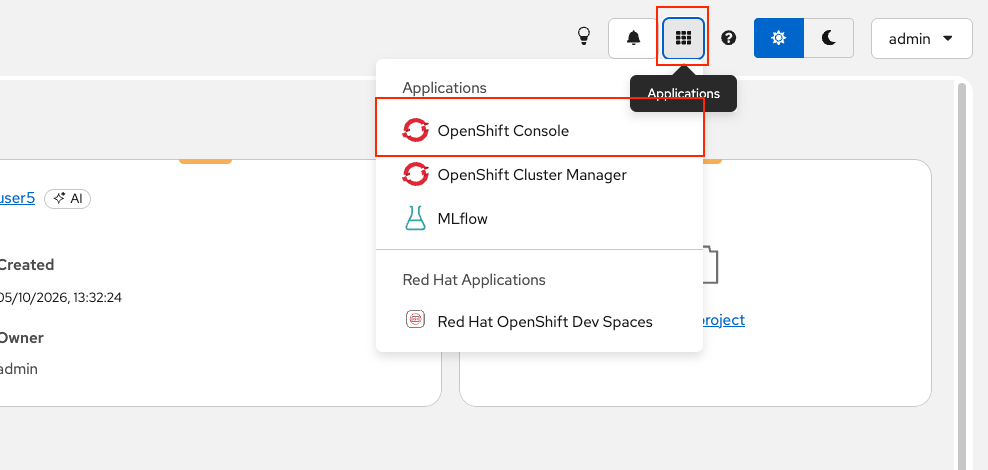 admin
Applications
Applications
OpenShift Console
OpenShift Cluster Manager
MLflow
Red Hat Applications
Red Hat OpenShift Dev Spaces
user5
AI
Created
05/10/2026, 13:32:24
Owner
admin
project